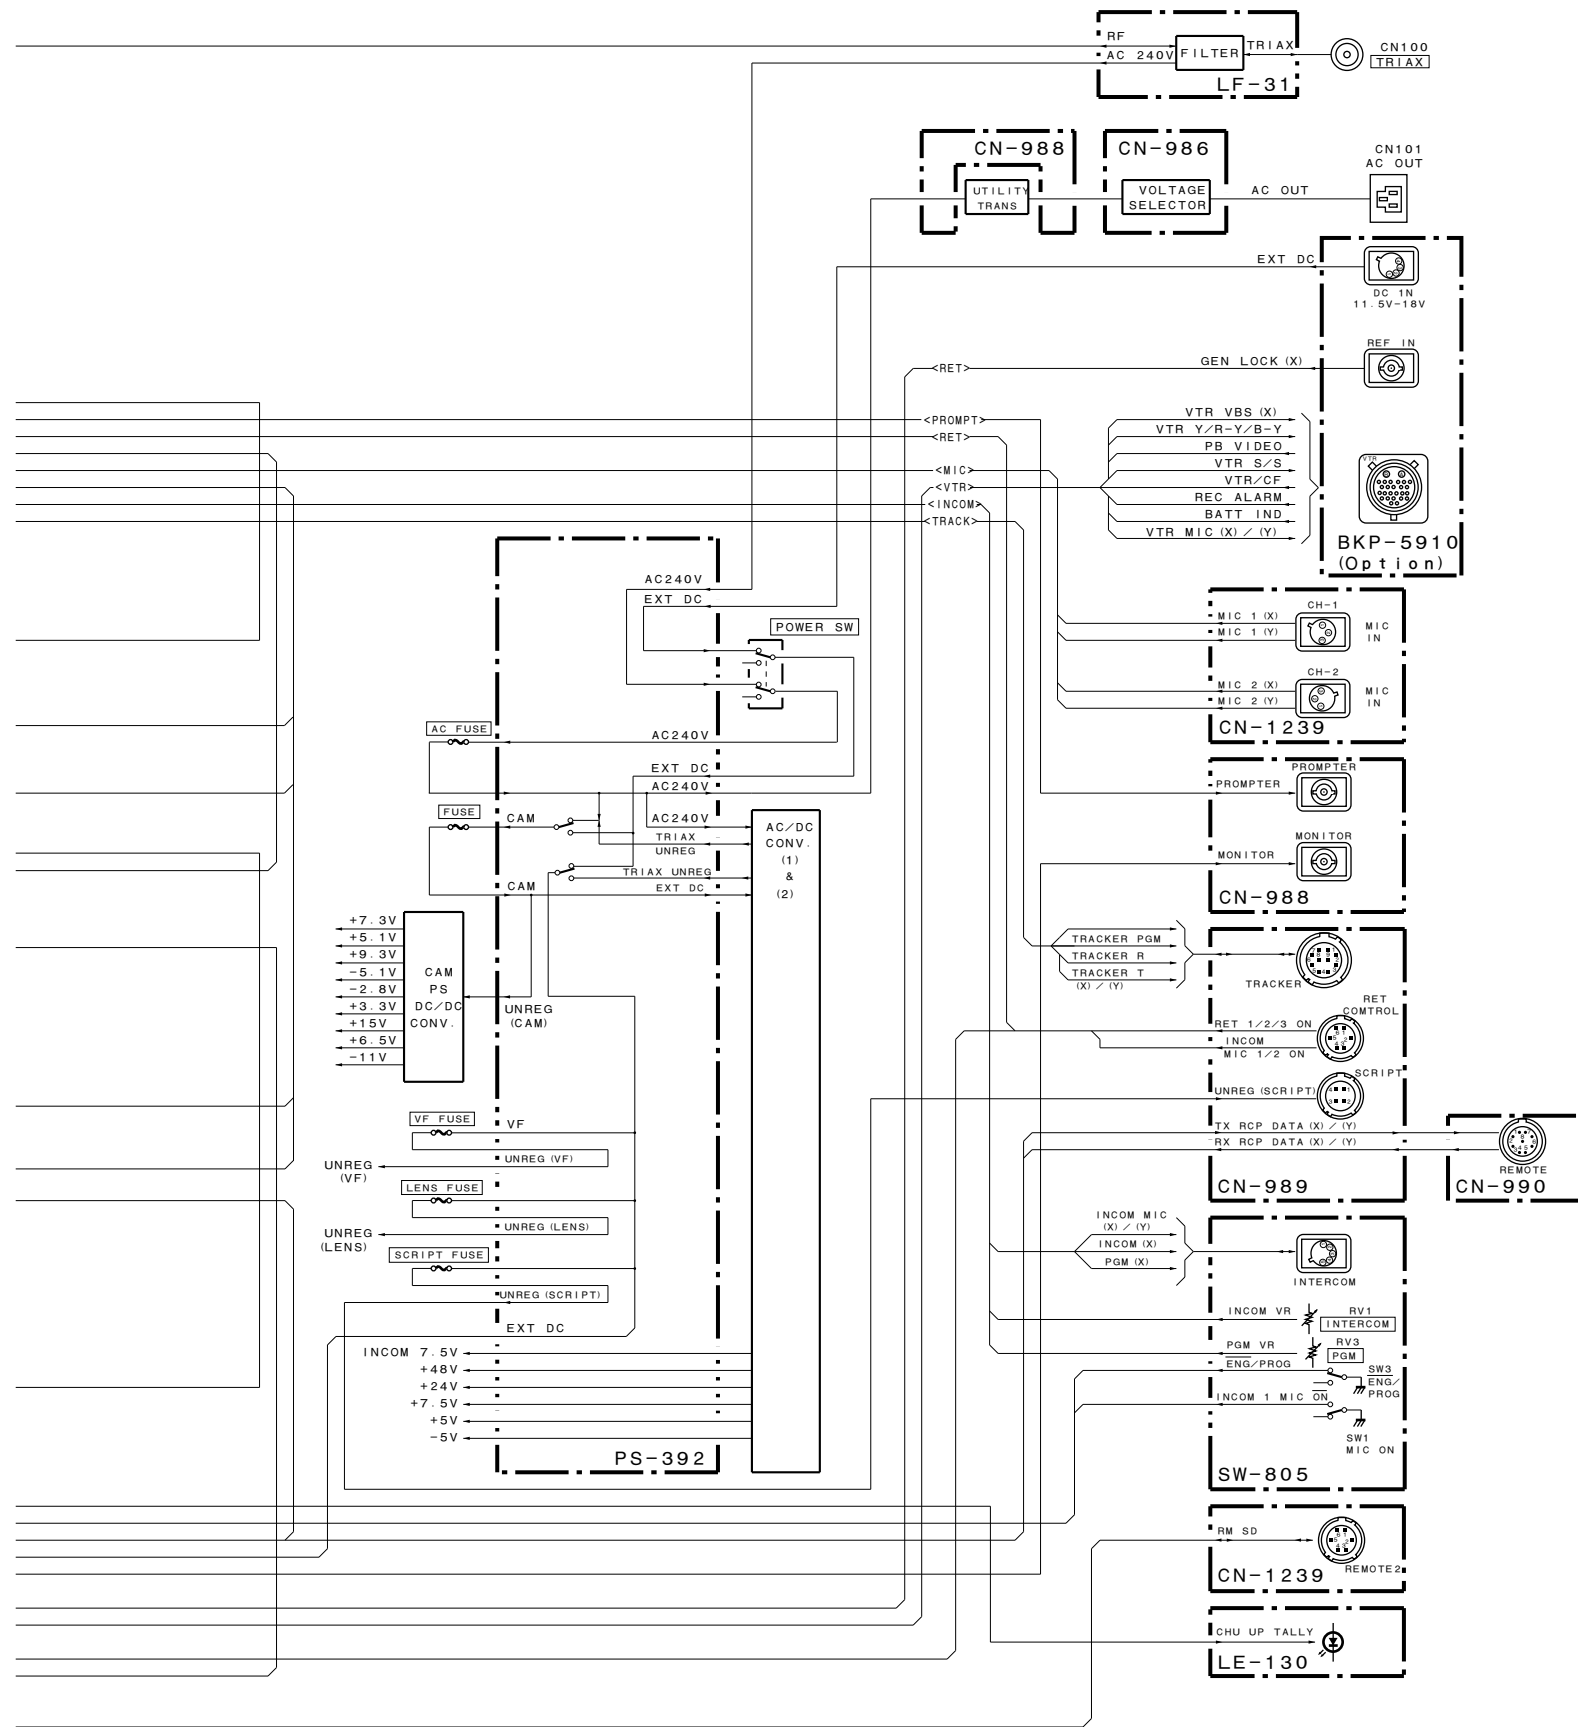 RF
AC 240V
FILTER
TRIAX
LF-31
CN100
TRIAX
CN-988
UTILITY
TRANS
CN-986
VOLTAGE
SELECTOR
AC OUT
CN101
AC OUT
EXT DC
DC 1N
11.5V-18V
REF IN
GEN LOCK (X)
<RET>
<PROMPT>
<RET>
<MIC>
<VTR>
<INCOM>
<TRACK>
VTR VBS (X)
VTR Y/R-Y/B-Y
PB VIDEO
VTR S/S
VTR/CF
REC ALARM
BATT IND
VTR MIC (X) / (Y)
VTR
BKP-5910
(Option)
AC240V
EXT DC
POWER SW
AC FUSE
AC240V
EXT DC
AC240V
FUSE
CAM
AC240V
TRIAX
UNREG
TRIAX UNREG
CAM
EXT DC
AC/DC
CONV.
(1)
&
(2)
+7.3V
+5.1V
+9.3V
-5.1V
-2.8V
+3.3V
+15V
+6.5V
-11V
CAM
PS
DC/DC
CONV.
UNREG
(CAM)
VF FUSE
VF
UNREG (VF)
UNREG
(VF)
LENS FUSE
UNREG (LENS)
UNREG
(LENS)
SCRIPT FUSE
UNREG (SCRIPT)
EXT DC
INCOM 7.5V
+48V
+24V
+7.5V
+5V
-5V
PS-392
MIC 1 (X)
MIC 1 (Y)
CH-1
MIC
IN
MIC 2 (X)
MIC 2 (Y)
CH-2
MIC
IN
CN-1239
PROMPTER
PROMPTER
MONITOR
MONITOR
CN-988
TRACKER PGM
TRACKER R
TRACKER T
(X) / (Y)
TRACKER
RET
COMTROL
RET 1/2/3 ON
INCOM
MIC 1/2 ON
SCRIPT
UNREG (SCRIPT)
TX RCP DATA (X) / (Y)
RX RCP DATA (X) / (Y)
CN-989
REMOTE
CN-990
INCOM MIC
(X) / (Y)
INCOM (X)
PGM (X)
INTERCOM
INCOM VR
RV1
INTERCOM
PGM VR
RV3
PGM
ENG/PROG
SW3
ENG/
PROG
INCOM 1 MIC ON
SW1
MIC ON
SW-805
RM SD
CN-1239
REMOTE2
CHU UP TALLY
LE-130